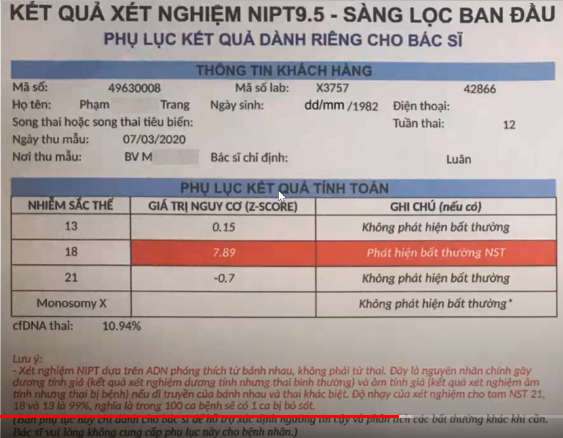 KẾT QUẢ XÉT NGHIỆM NIPT9.5 - SÀNG LỌC BAN ĐẦU
PHỤ LỤC KẾT QUẢ DÀNH RIÊNG CHO BÁC SĨ
THÔNG TIN KHÁCH HÀNG
Mã số: 49630008 Mã số lab: X3757 42866
Họ tên: Phạm Trang Ngày sinh: dd/mm/1982 Điện thoại:
Song thai hoặc song thai tiêu biến: Tuần thai: 12
Ngày thu mẫu: 07/03/2020
Nơi thu mẫu: BV M Bác sĩ chỉ định: Luân
PHỤ LỤC KẾT QUẢ TÍNH TOÁN
NHIỄM SẮC THỂ GIÁ TRỊ NGUY CƠ (Z-SCORE) GHI CHÚ (nếu có)
13 0.15 Không phát hiện bất thường
18 7.89 Phát hiện bất thường NST
21 -0.7 Không phát hiện bất thường
Monosomy X Không phát hiện bất thường*
cfDNA thai: 10.94%
Lưu ý:
- Xét nghiệm NIPT dựa trên ADN phóng thích từ bánh nhau, không phải từ thai. Đây là nguyên nhân chính gây
dương tính giả (kết quả xét nghiệm dương tính nhưng thai bình thường) và âm tính giả (kết quả xét nghiệm âm
tính nhưng thai bị bệnh) nếu di truyền của bánh nhau và thai khác biệt. Độ nhạy của xét nghiệm cho tam NST 21,
18 và 13 là 99%, nghĩa là trong 100 ca bệnh sẽ có 1 ca bị bỏ sót.
(Bản phụ lục này chỉ dành cho bác sĩ để hỗ trợ xác định ngưỡng tin cậy và phân tích các bất thường khác khi cần.
Bác sĩ vui lòng không cung cấp phụ lục này cho bệnh nhân.)